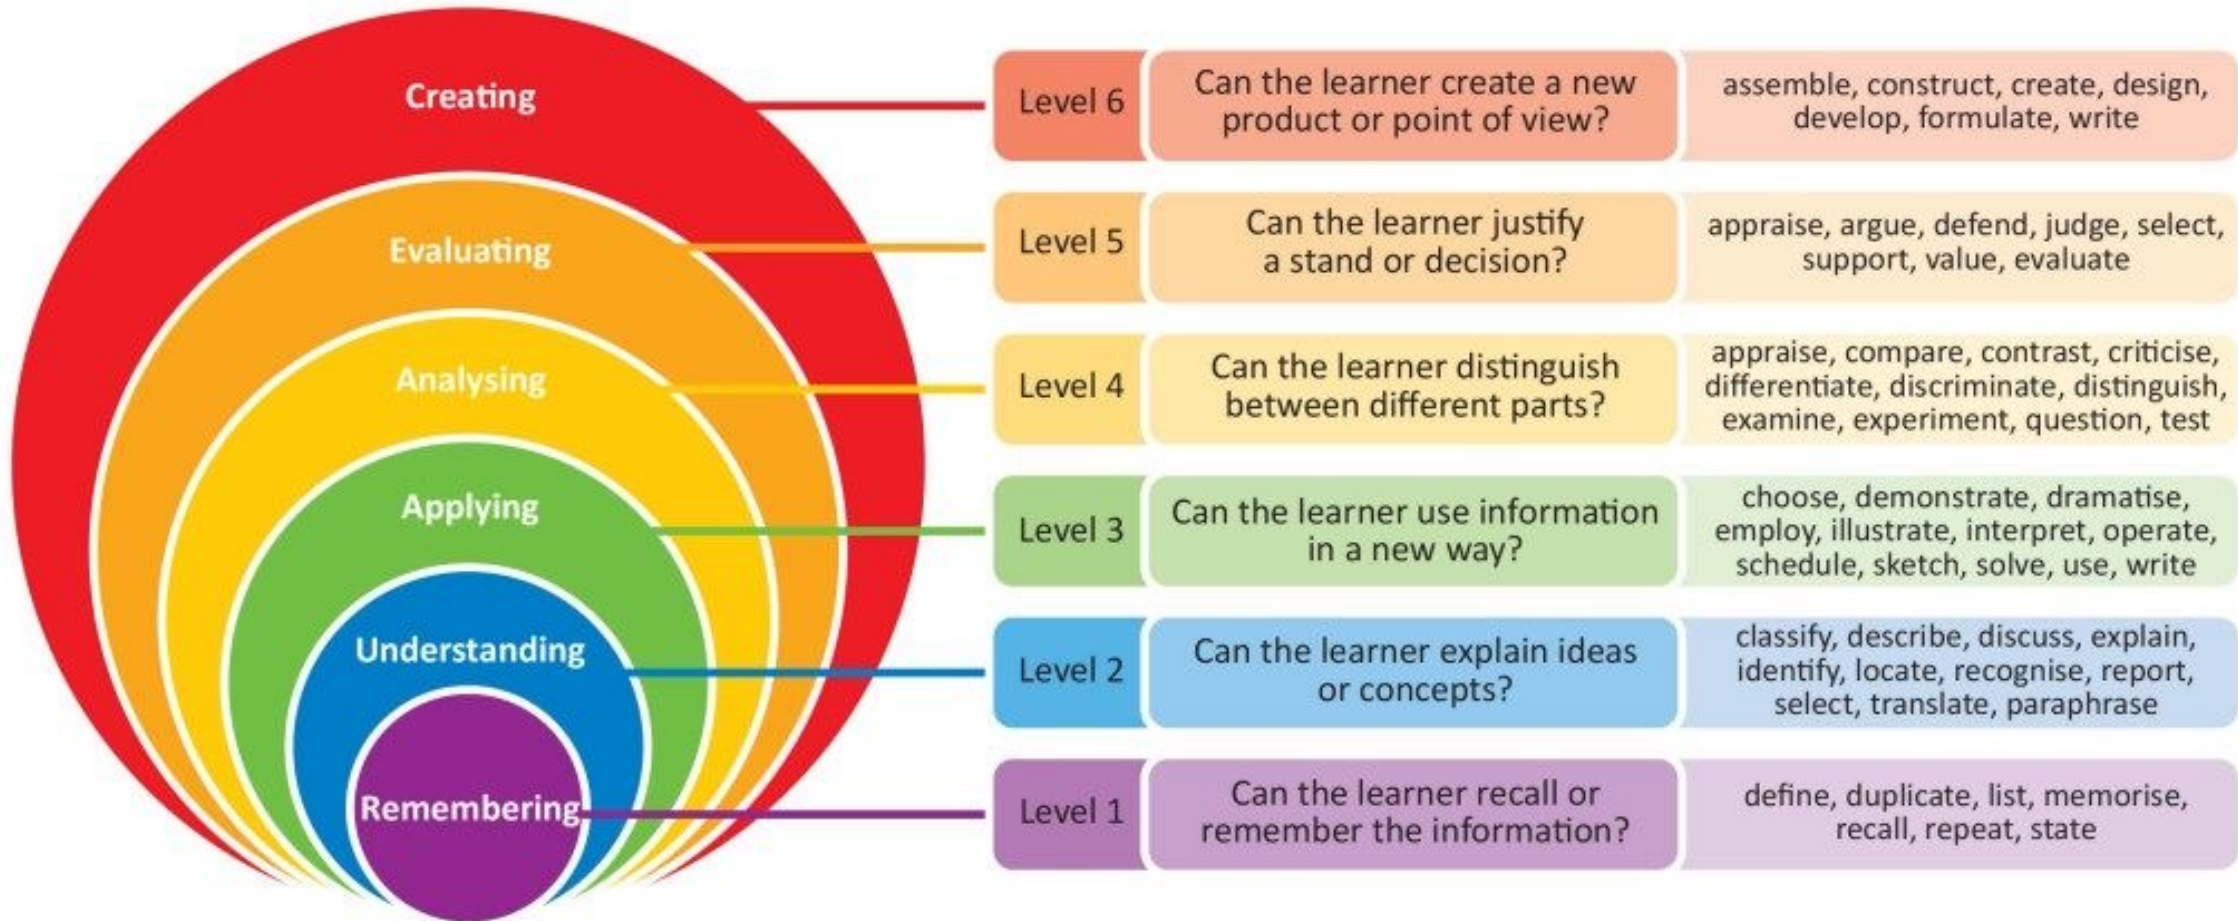 Creating
Level 6
Can the learner create a new
product or point of view?
assemble, construct, create, design,
develop, formulate, write
Evaluating
Level 5
Can the learner justify
a stand or decision?
appraise, argue, defend, judge, select,
support, value, evaluate
Analysing
Level 4
Can the learner distinguish
between different parts?
appraise, compare, contrast, criticise,
differentiate, discriminate, distinguish,
examine, experiment, question, test
Applying
Level 3
Can the learner use information
in a new way?
choose, demonstrate, dramatise,
employ, illustrate, interpret, operate,
schedule, sketch, solve, use, write
Understanding
Level 2
Can the learner explain ideas
or concepts?
classify, describe, discuss, explain,
identify, locate, recognise, report,
select, translate, paraphrase
Remembering
Level 1
Can the learner recall or
remember the information?
define, duplicate, list, memorise,
recall, repeat, state